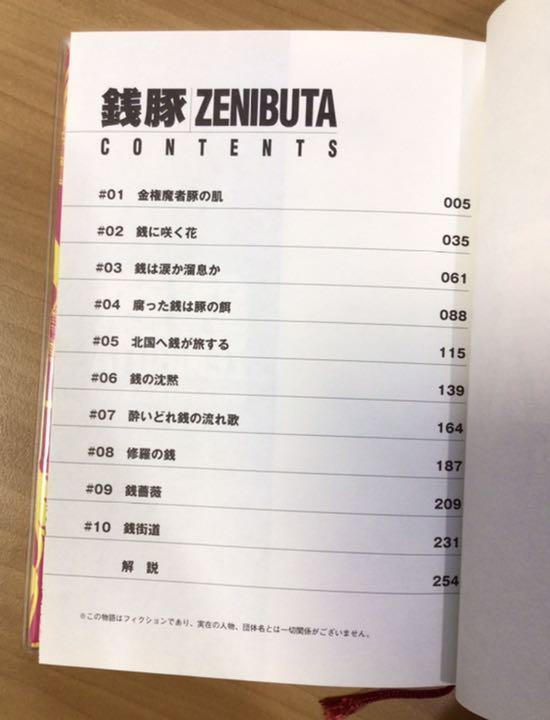 銭豚 ZENIBUTA
CONTENTS
#01 金権魔者豚の肌 005
#02 銭に咲く花 035
#03 銭は涙か溜息か 061
#04 腐った銭は豚の餌 088
#05 北国へ銭が旅する 115
#06 銭の沈黙 139
#07 酔いどれ銭の流れ歌 164
#08 修羅の銭 187
#09 銭薔薇 209
#10 銭街道 231
解 説 254
※この物語はフィクションであり、実在の人物、団体名とは一切関係がございません。